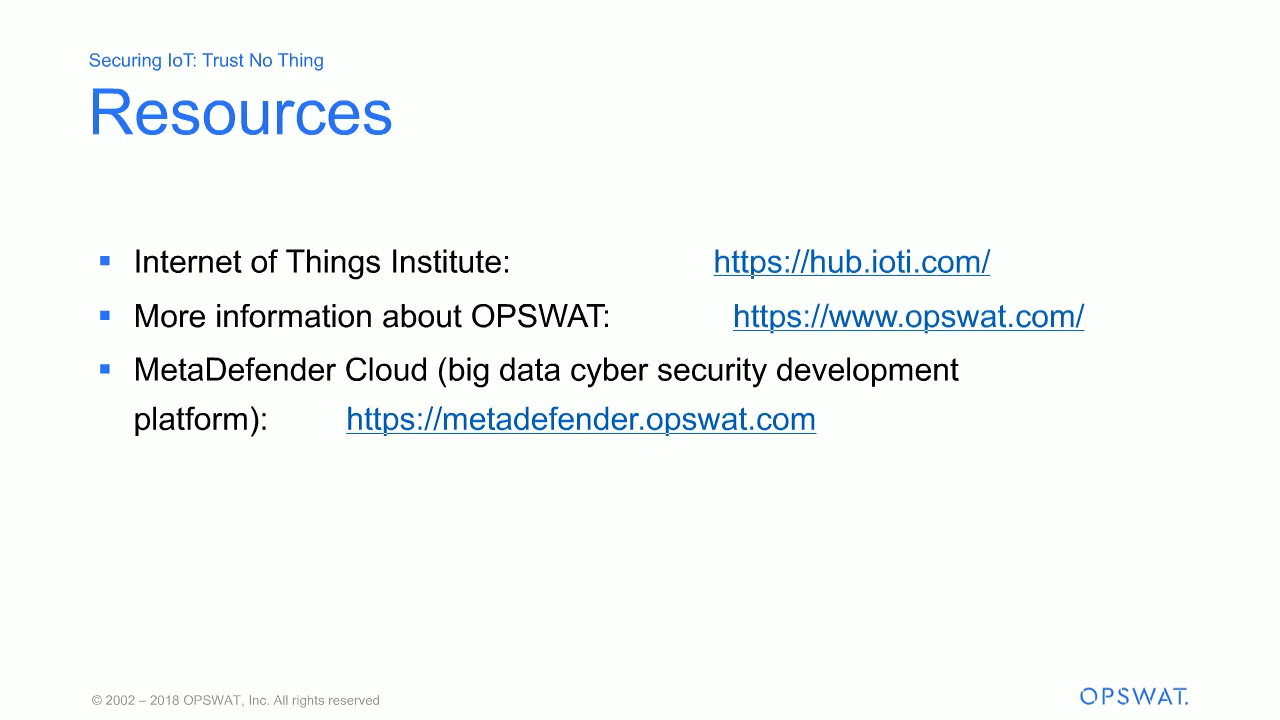 Securing IoT: Trust No Thing
Resources
▪ Internet of Things Institute: https://hub.ioti.com/
▪ More information about OPSWAT: https://www.opswat.com/
▪ MetaDefender Cloud (big data cyber security development
platform): https://metadefender.opswat.com
© 2002 – 2018 OPSWAT, Inc. All rights reserved
OPSWAT.